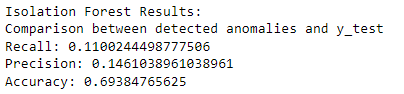 Isolation Forest Results:
Comparison between detected anomalies and y_test
Recall: 0.1100244498777506
Precision: 0.1461038961038961
Accuracy: 0.69384765625